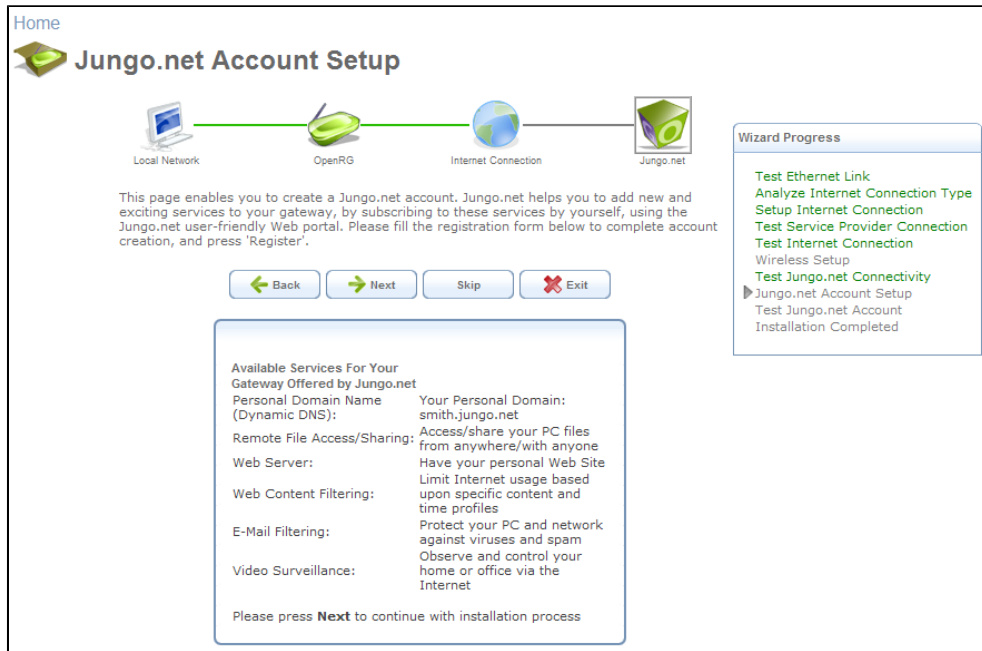 Home
Jungo.net Account Setup
Local Network
OpenRG
Internet Connection
Jungo.net
This page enables you to create a Jungo.net account. Jungo.net helps you to add new and
exciting services to your gateway, by subscribing to these services by yourself, using the
Jungo.net user-friendly Web portal. Please fill the registration form below to complete account
creation, and press 'Register'.
Back
Next
Skip
Exit
Available Services For Your
Gateway Offered by Jungo.net
Personal Domain Name
(Dynamic DNS):
Your Personal Domain:
smith.jungo.net
Remote File Access/Sharing:
Access/share your PC files
from anywhere/with anyone
Web Server:
Have your personal Web Site
Web Content Filtering:
Limit Internet usage based
upon specific content and
time profiles
E-Mail Filtering:
Protect your PC and network
against viruses and spam
Video Surveillance:
Observe and control your
home or office via the
Internet
Please press Next to continue with installation process
Wizard Progress
Test Ethernet Link
Analyze Internet Connection Type
Setup Internet Connection
Test Service Provider Connection
Test Internet Connection
Wireless Setup
Test Jungo.net Connectivity
Jungo.net Account Setup
Test Jungo.net Account
Installation Completed